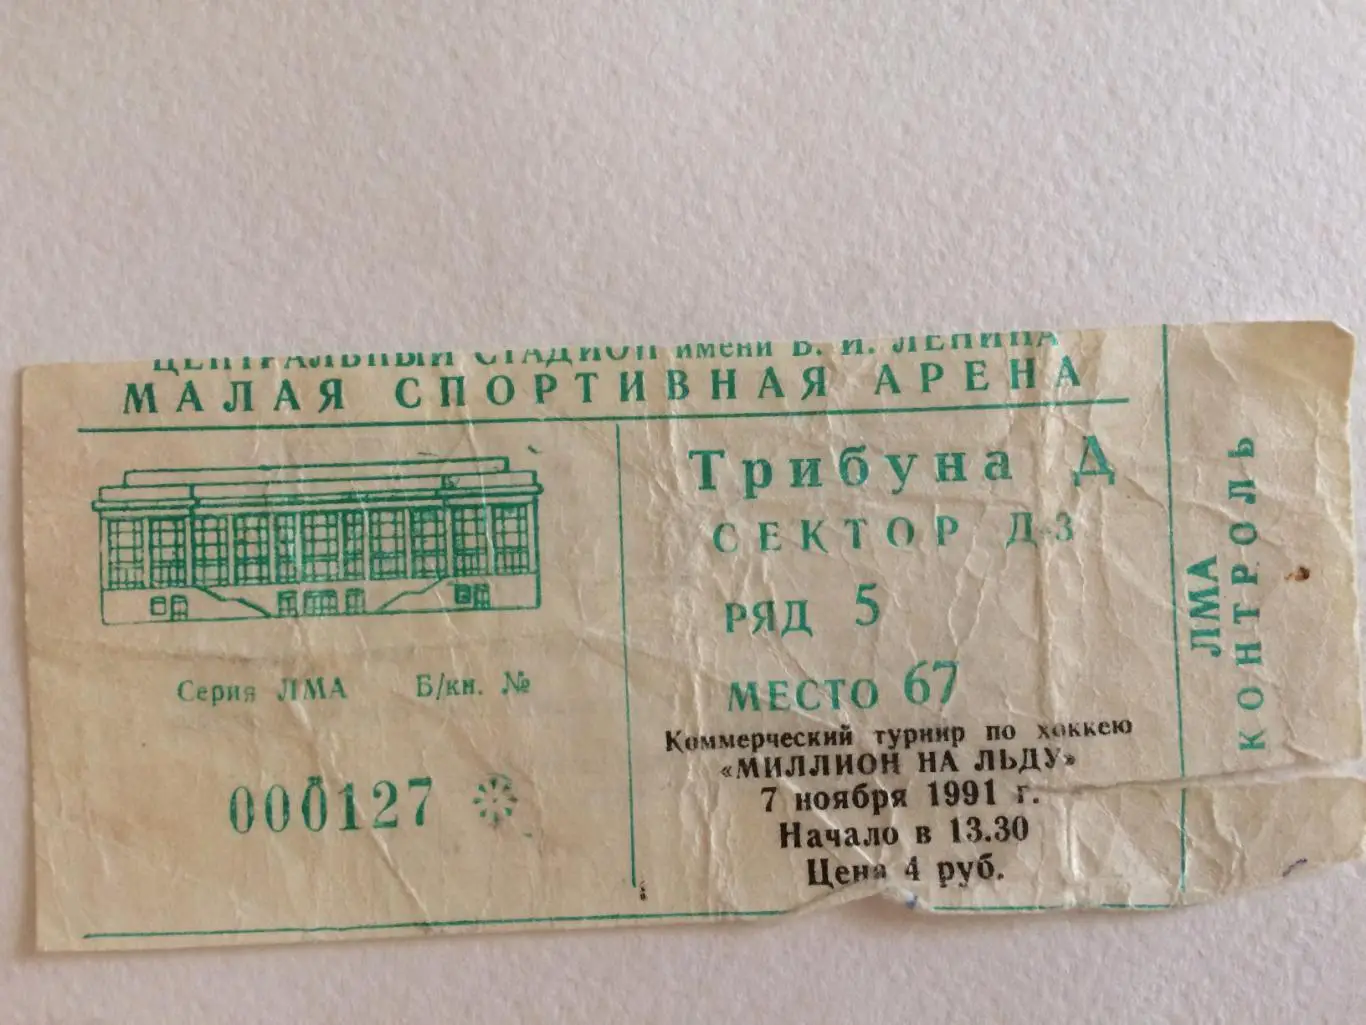 ЦЕНТРАЛЬНЫЙ СТАДИОН имени В. И. ЛЕНИНА
МАЛАЯ СПОРТИВНАЯ АРЕНА
Серия ЛМА Б/кн. №
000127
Трибуна Д
СЕКТОР Д-3
РЯД 5
МЕСТО 67
Коммерческий турнир по хоккею
«МИЛЛИОН НА ЛЬДУ»
7 ноября 1991 г.
Начало в 13.30
Цена 4 руб.
ЛМА
КОНТРОЛЬ